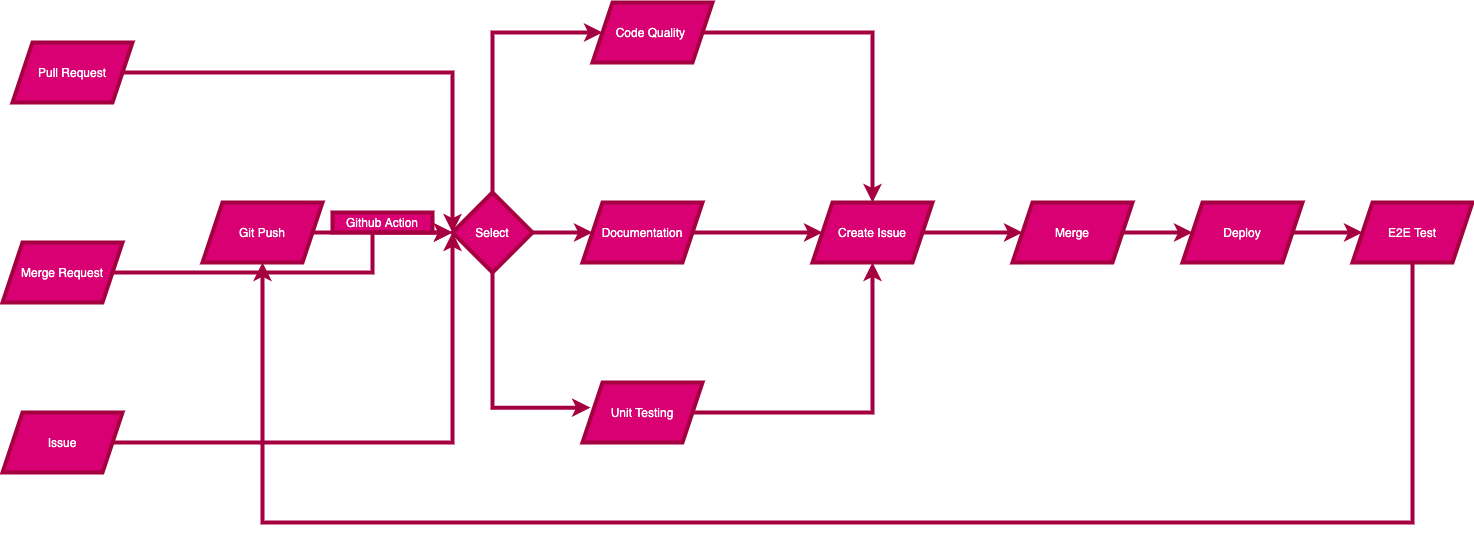 Pull Request
Merge Request
Issue
Git Push
Github Action
Select
Code Quality
Documentation
Unit Testing
Create Issue
Merge
Deploy
E2E Test